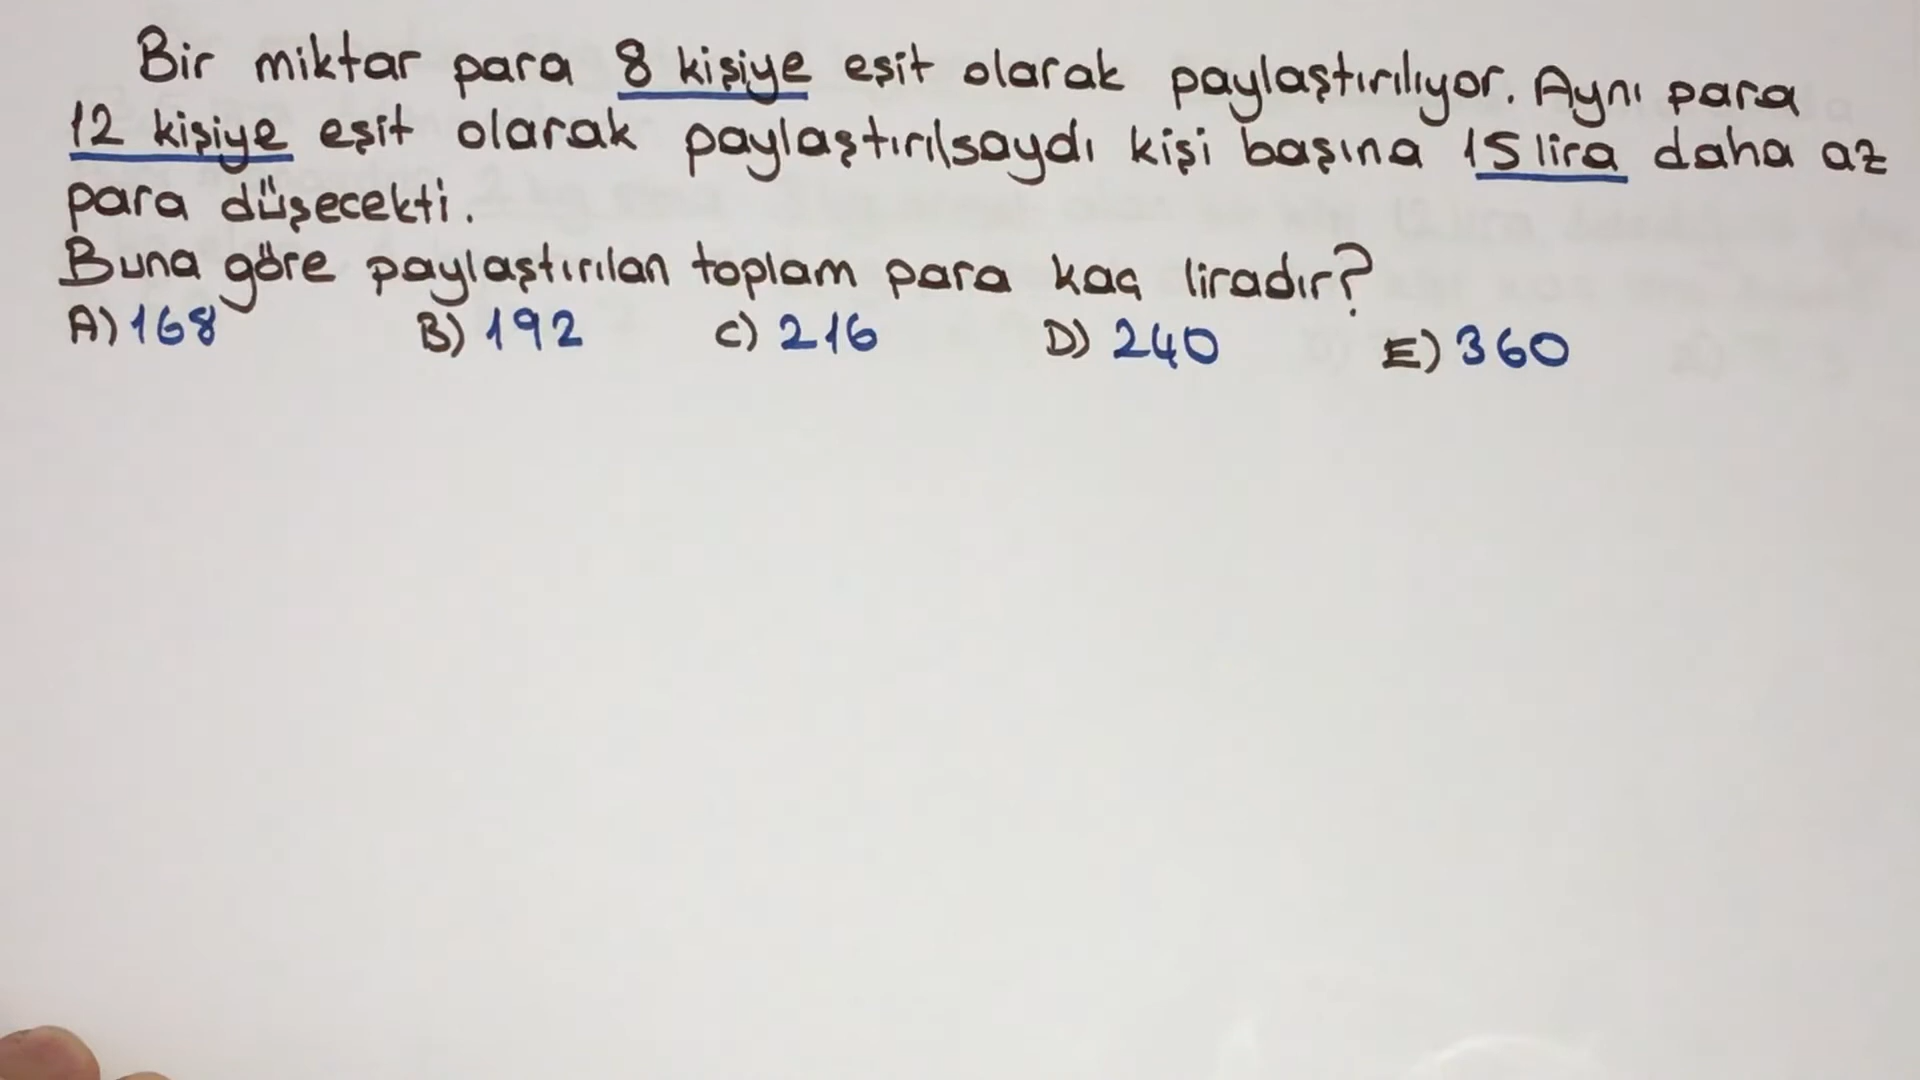 Bir miktar para 8 kişiye eşit olarak paylaştırılıyor. Aynı para
12 kişiye eşit olarak paylaştırılsaydı kişi başına 15 lira daha az
para düşecekti.
Buna göre paylaştırılan toplam para kaç liradır?
A) 168 B) 192 C) 216 D) 240 E) 360